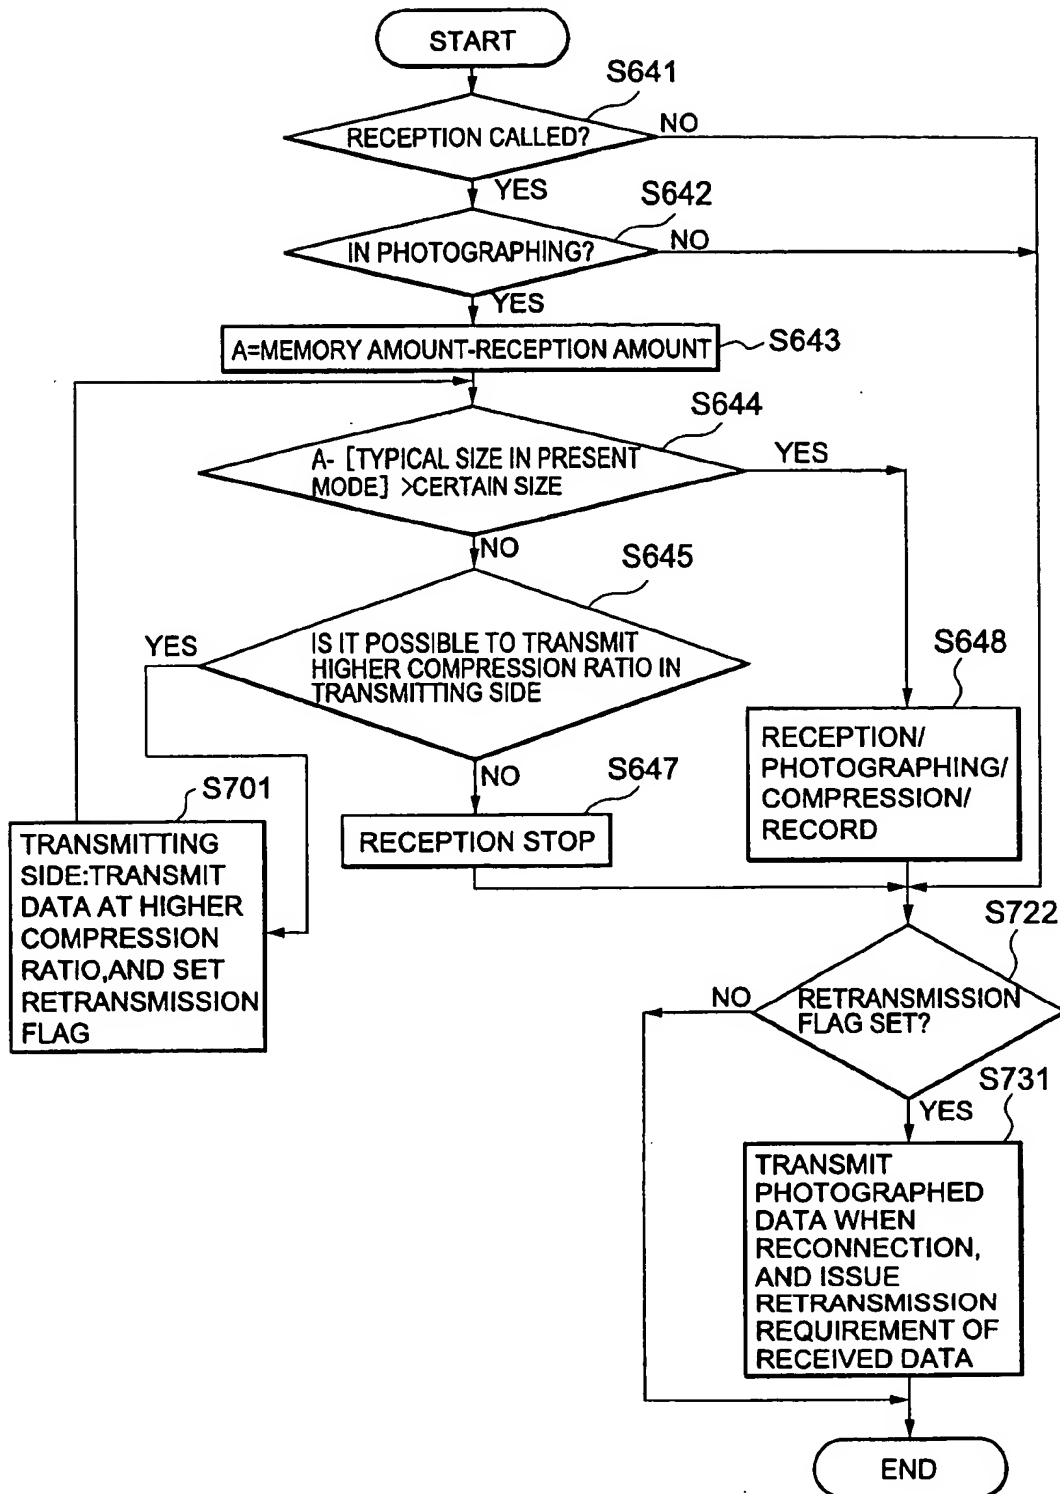 START
S641
RECEPTION CALLED?
NO
YES
S642
IN PHOTOGRAPHING?
NO
YES
A=MEMORY AMOUNT-RECEPTION AMOUNT
S643
S644
A- [TYPICAL SIZE IN PRESENT
MODE] >CERTAIN SIZE
YES
NO
S645
YES
IS IT POSSIBLE TO TRANSMIT
HIGHER COMPRESSION RATIO IN
TRANSMITTING SIDE
S648
RECEPTION/
PHOTOGRAPHING/
COMPRESSION/
RECORD
NO
S647
RECEPTION STOP
S701
TRANSMITTING
SIDE:TRANSMIT
DATA AT HIGHER
COMPRESSION
RATIO,AND SET
RETRANSMISSION
FLAG
S722
NO
RETRANSMISSION
FLAG SET?
S731
YES
TRANSMIT
PHOTOGRAPHED
DATA WHEN
RECONNECTION,
AND ISSUE
RETRANSMISSION
REQUIREMENT OF
RECEIVED DATA
END